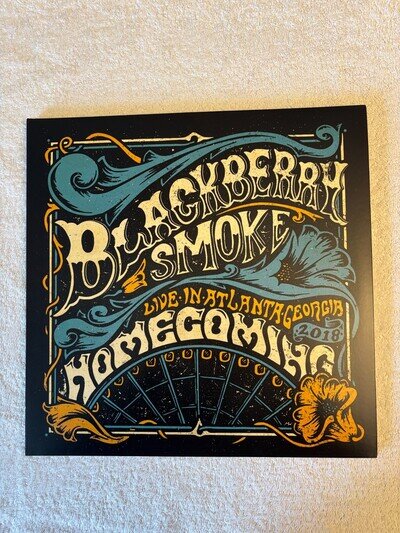 BLACKBERRY
SMOKE
LIVE·IN·ATLANTA·GEORGIA
HOMECOMING 2018